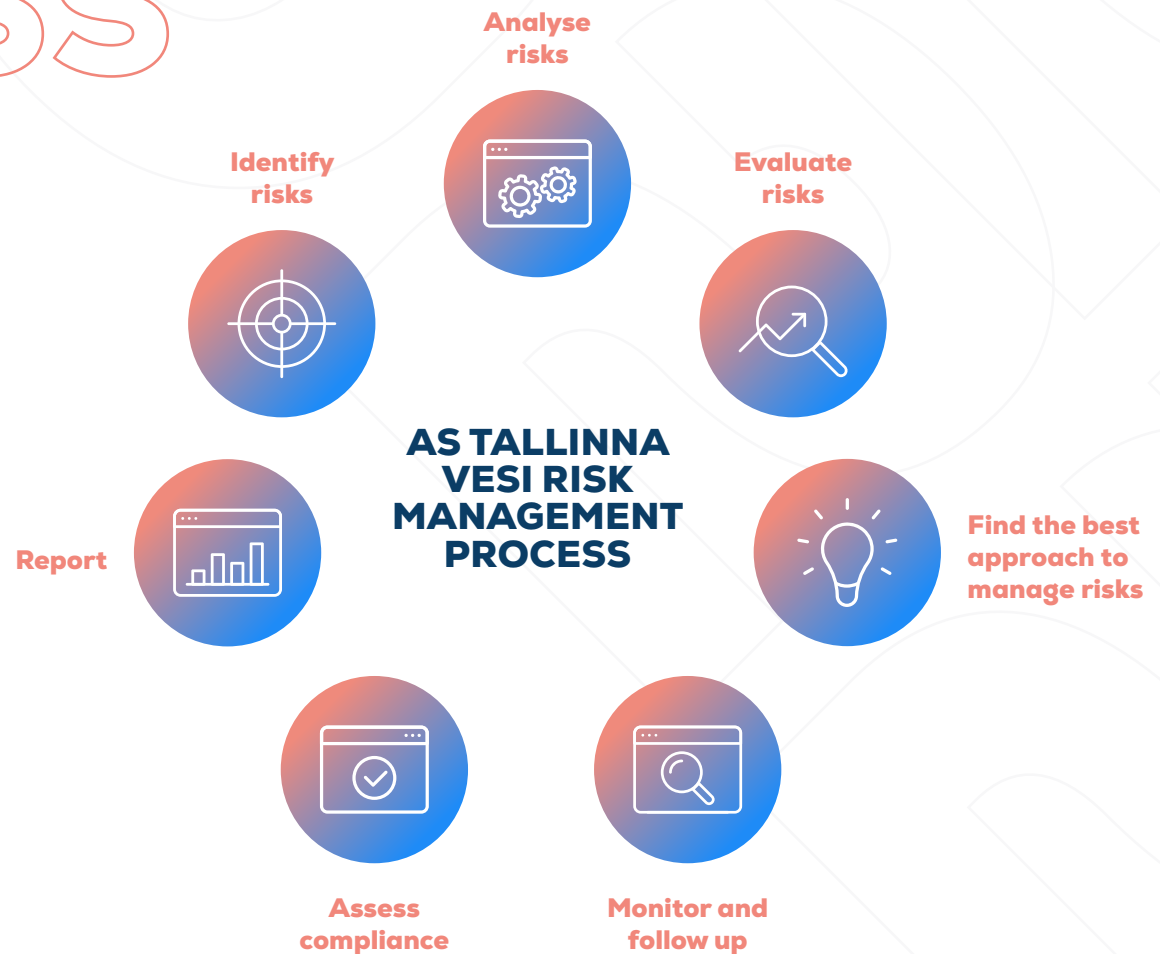 SS
Analyse
risks
Identify
risks
Evaluate
risks
AS TALLINNA
VESI RISK
MANAGEMENT
PROCESS
Report
Find the best
approach to
manage risks
Assess
compliance
Monitor and
follow up